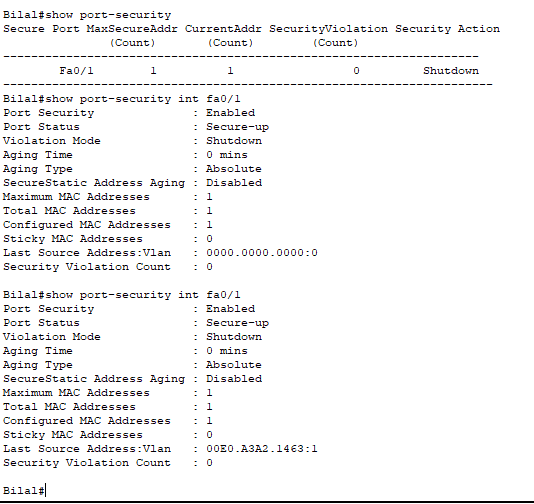 Bilal#show port-security
Secure Port MaxSecureAddr CurrentAddr SecurityViolation Security Action
(Count) (Count) (Count)
--------------------------------------------------------------------
Fa0/1 1 1 0 Shutdown
----------------------------------------------------------------------
Bilal#show port-security int fa0/1
Port Security : Enabled
Port Status : Secure-up
Violation Mode : Shutdown
Aging Time : 0 mins
Aging Type : Absolute
SecureStatic Address Aging : Disabled
Maximum MAC Addresses : 1
Total MAC Addresses : 1
Configured MAC Addresses : 1
Sticky MAC Addresses : 0
Last Source Address:Vlan : 0000.0000.0000:0
Security Violation Count : 0
Bilal#show port-security int fa0/1
Port Security : Enabled
Port Status : Secure-up
Violation Mode : Shutdown
Aging Time : 0 mins
Aging Type : Absolute
SecureStatic Address Aging : Disabled
Maximum MAC Addresses : 1
Total MAC Addresses : 1
Configured MAC Addresses : 1
Sticky MAC Addresses : 0
Last Source Address:Vlan : 00E0.A3A2.1463:1
Security Violation Count : 0
Bilal#